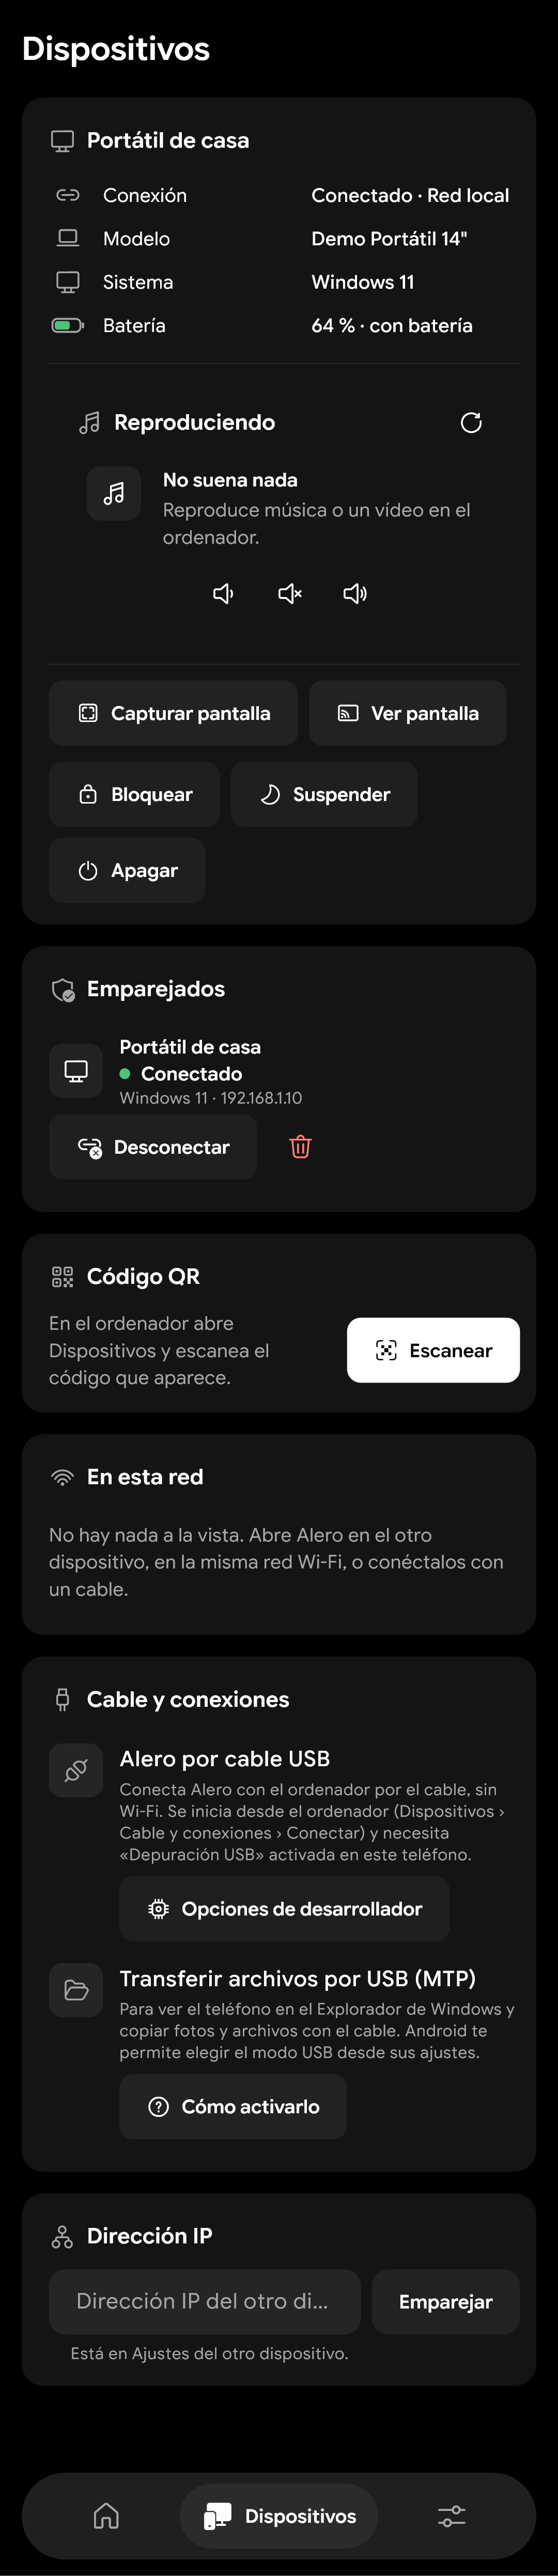 Dispositivos
Portátil de casa
Conexión Conectado · Red local
Modelo Demo Portátil 14"
Sistema Windows 11
Batería 64 % · con batería
Reproduciendo
No suena nada
Reproduce música o un vídeo en el
ordenador.
Capturar pantalla Ver pantalla
Bloquear Suspender
Apagar
Emparejados
Portátil de casa
Conectado
Windows 11 · 192.168.1.10
Desconectar
Código QR
En el ordenador abre
Dispositivos y escanea el
código que aparece.
Escanear
En esta red
No hay nada a la vista. Abre Alero en el otro
dispositivo, en la misma red Wi-Fi, o conéctalos con
un cable.
Cable y conexiones
Alero por cable USB
Conecta Alero con el ordenador por el cable, sin
Wi-Fi. Se inicia desde el ordenador (Dispositivos ›
Cable y conexiones › Conectar) y necesita
«Depuración USB» activada en este teléfono.
Opciones de desarrollador
Transferir archivos por USB (MTP)
Para ver el teléfono en el Explorador de Windows y
copiar fotos y archivos con el cable. Android te
permite elegir el modo USB desde sus ajustes.
Cómo activarlo
Dirección IP
Dirección IP del otro di... Emparejar
Está en Ajustes del otro dispositivo.
Dispositivos